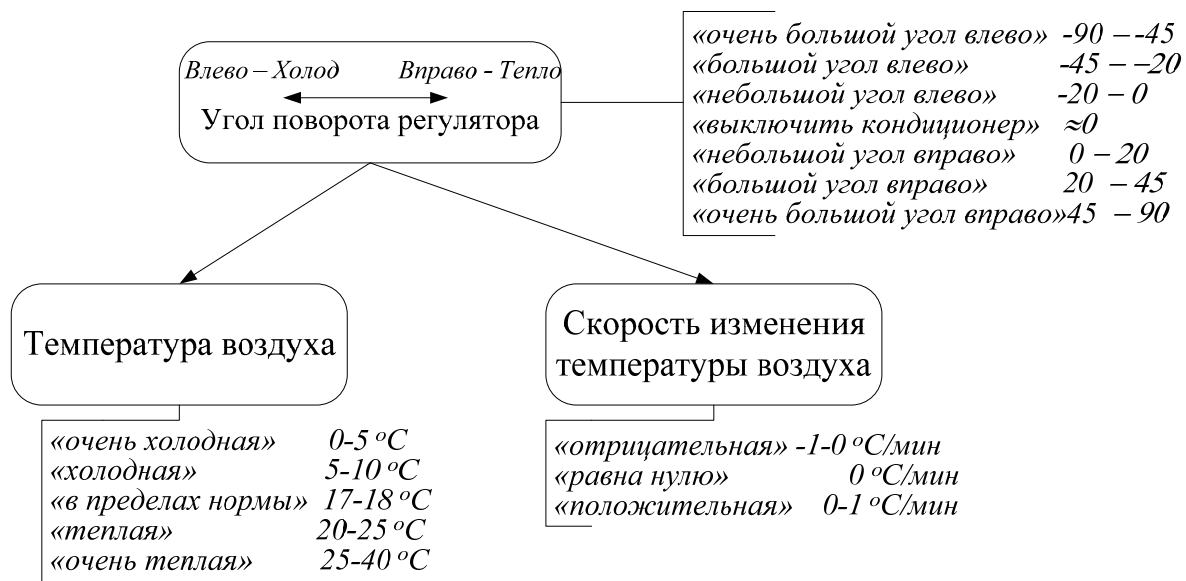 Влево – Холод Вправо - Тепло
Угол поворота регулятора
«очень большой угол влево» -90 – -45
«большой угол влево» -45 – –20
«небольшой угол влево» -20 – 0
«выключить кондиционер» ≈0
«небольшой угол вправо» 0 – 20
«большой угол вправо» 20 – 45
«очень большой угол вправо»45 – 90
Температура воздуха
«очень холодная» 0-5 °C
«холодная» 5-10 °C
«в пределах нормы» 17-18 °C
«теплая» 20-25 °C
«очень теплая» 25-40 °C
Скорость изменения
температуры воздуха
«отрицательная» -1-0 °C/мин
«равна нулю» 0 °C/мин
«положительная» 0-1 °C/мин